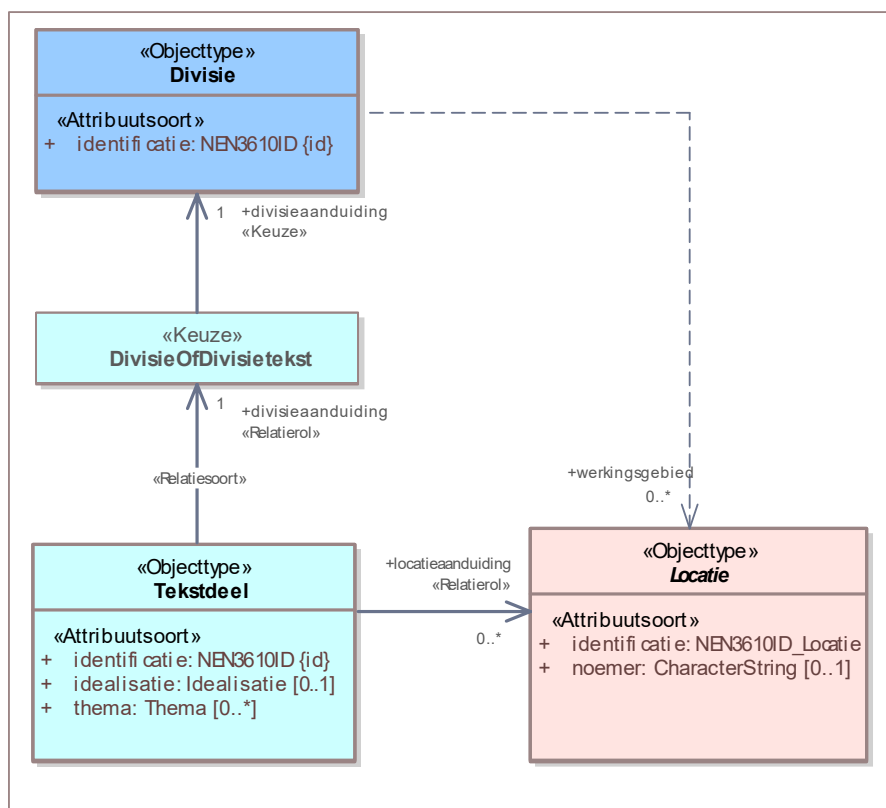 «Objecttype»
Divisie
«Attribuutsoort»
+ identificatie: NEN3610ID {id}
1 +divisieaanduiding
«Keuze»
«Keuze»
DivisieOfDivisietekst
1 +divisieaanduiding
«Relatierol»
«Relatiesoort»
+werkingsgebied
0..*
«Objecttype»
Tekstdeel
«Attribuutsoort»
+ identificatie: NEN3610ID {id}
+ idealisatie: Idealisatie [0..1]
+ thema: Thema [0..*]
+locatieaanduiding
«Relatierol»
0..*
«Objecttype»
Locatie
«Attribuutsoort»
+ identificatie: NEN3610ID_Locatie
+ noemer: CharacterString [0..1]